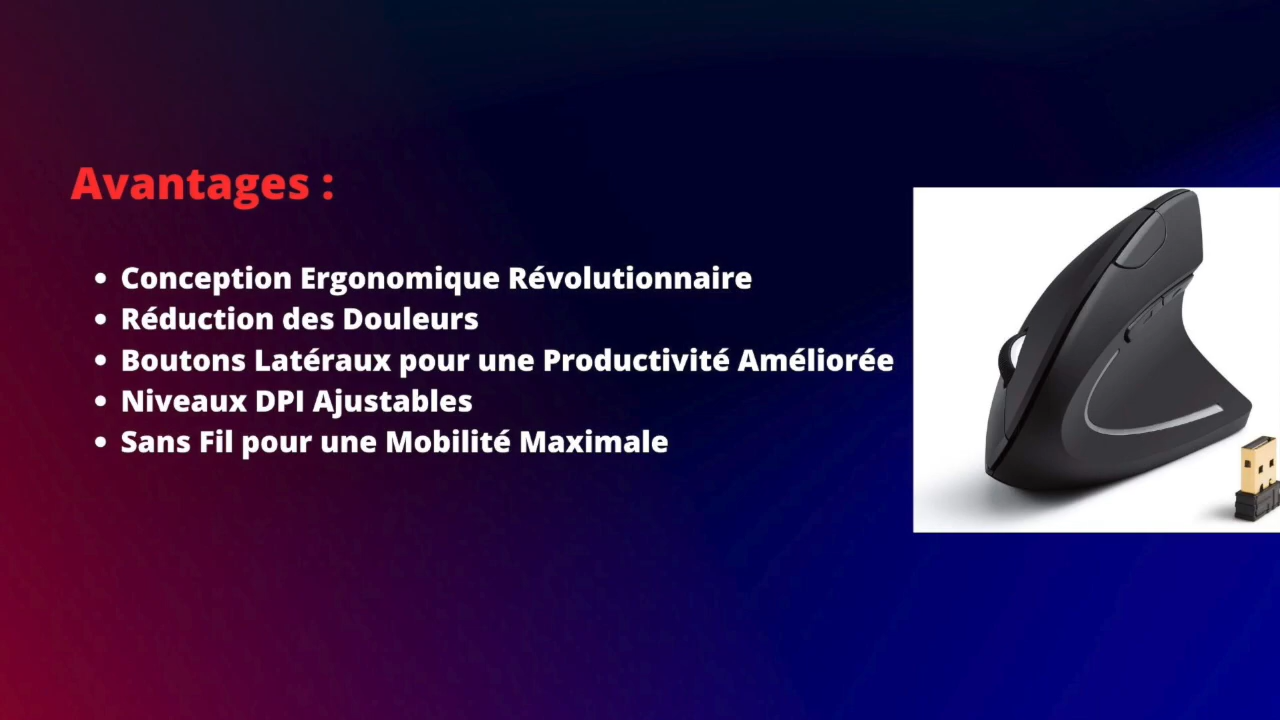 Avantages :
• Conception Ergonomique Révolutionnaire
• Réduction des Douleurs
• Boutons Latéraux pour une Productivité Améliorée
• Niveaux DPI Ajustables
• Sans Fil pour une Mobilité Maximale